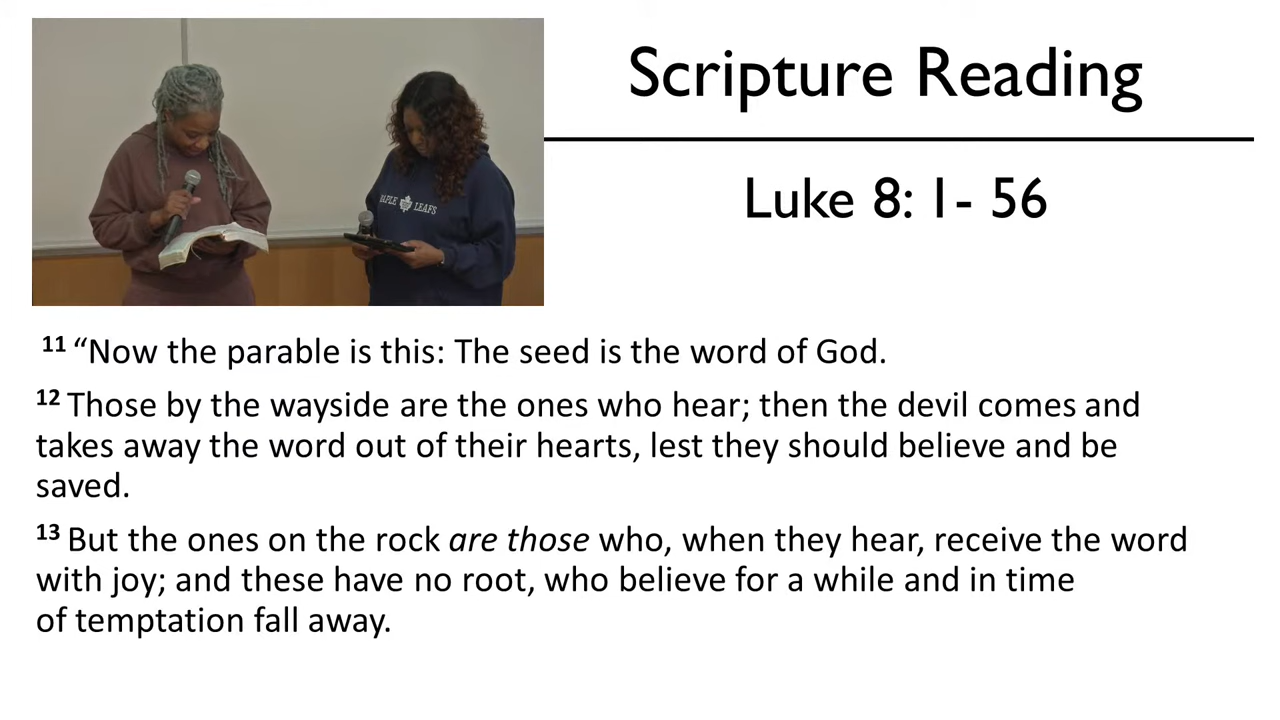 Scripture Reading
Luke 8: 1- 56
MAPLE LEAFS
11 “Now the parable is this: The seed is the word of God.
12 Those by the wayside are the ones who hear; then the devil comes and
takes away the word out of their hearts, lest they should believe and be
saved.
13 But the ones on the rock are those who, when they hear, receive the word
with joy; and these have no root, who believe for a while and in time
of temptation fall away.